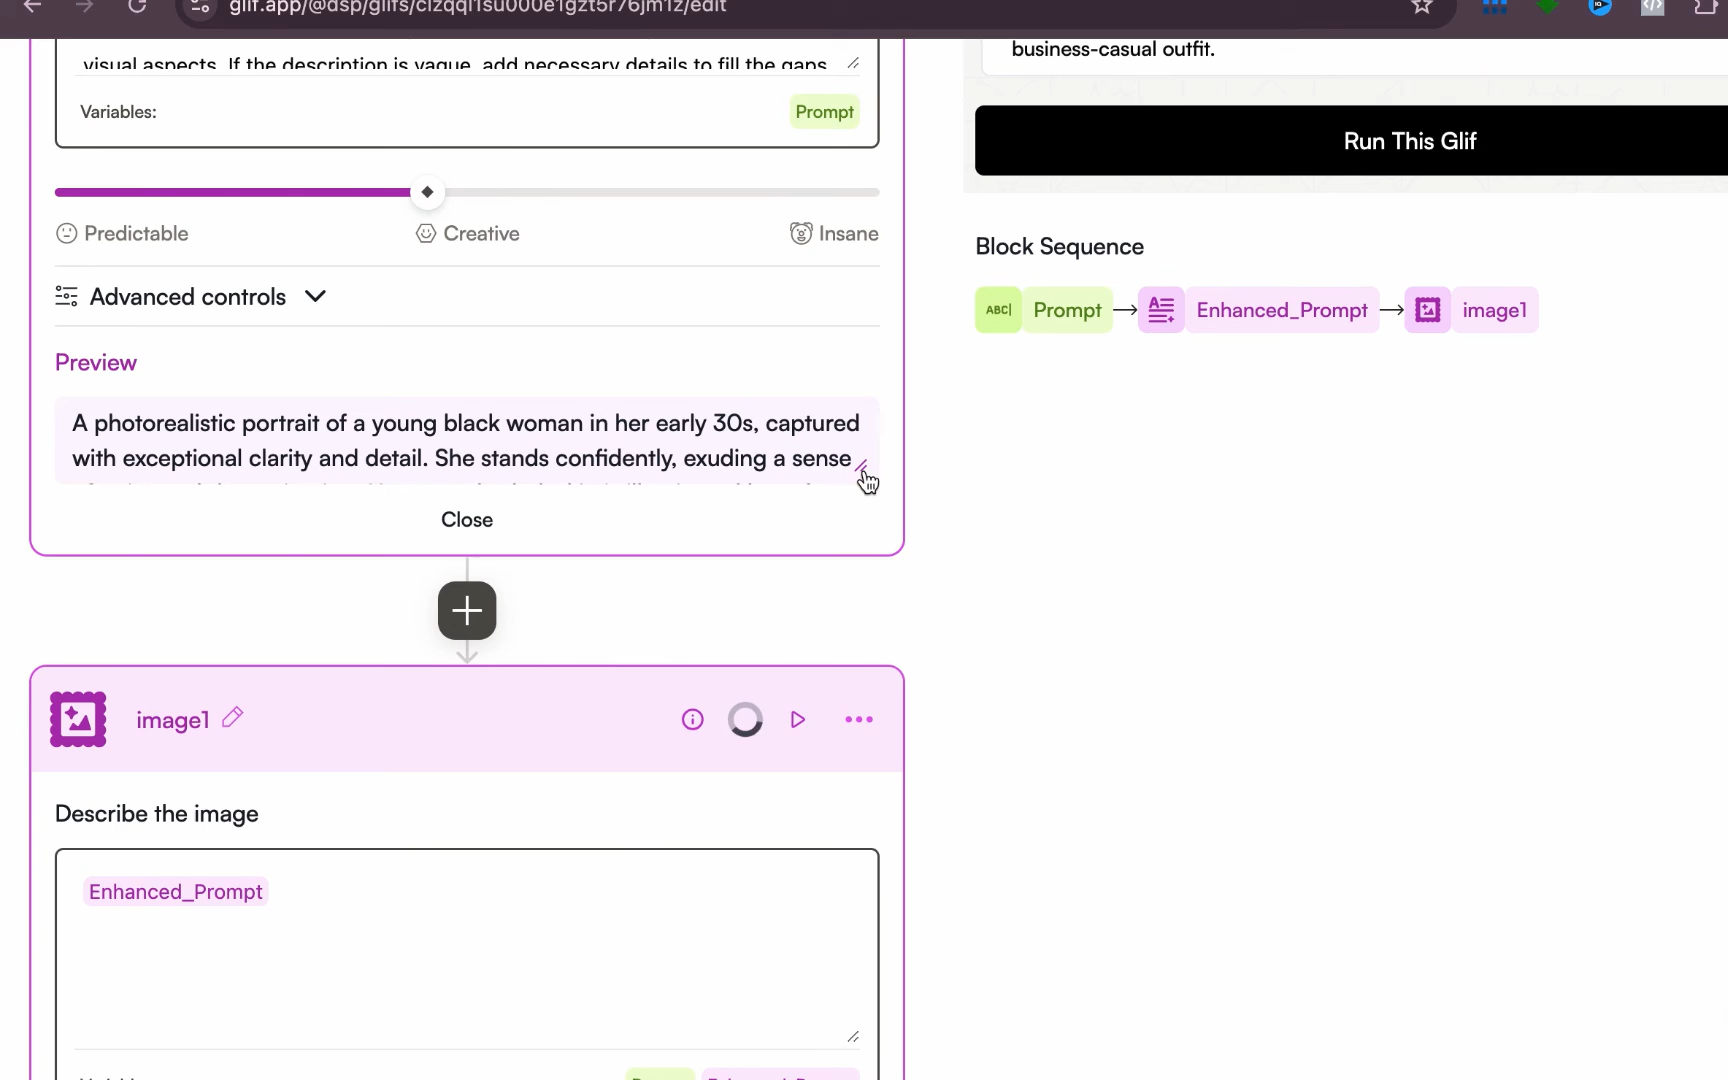 glif.app/@dsp/glifs/clzqql1su000e1gzt5r76jm1z/edit
visual aspects. If the description is vague, add necessary details to fill the gaps
Variables:
Prompt
Predictable
Creative
Insane
Advanced controls
Preview
A photorealistic portrait of a young black woman in her early 30s, captured
with exceptional clarity and detail. She stands confidently, exuding a sense
Close
image1
Describe the image
Enhanced_Prompt
business-casual outfit.
Run This Glif
Block Sequence
ABC Prompt Enhanced_Prompt image1